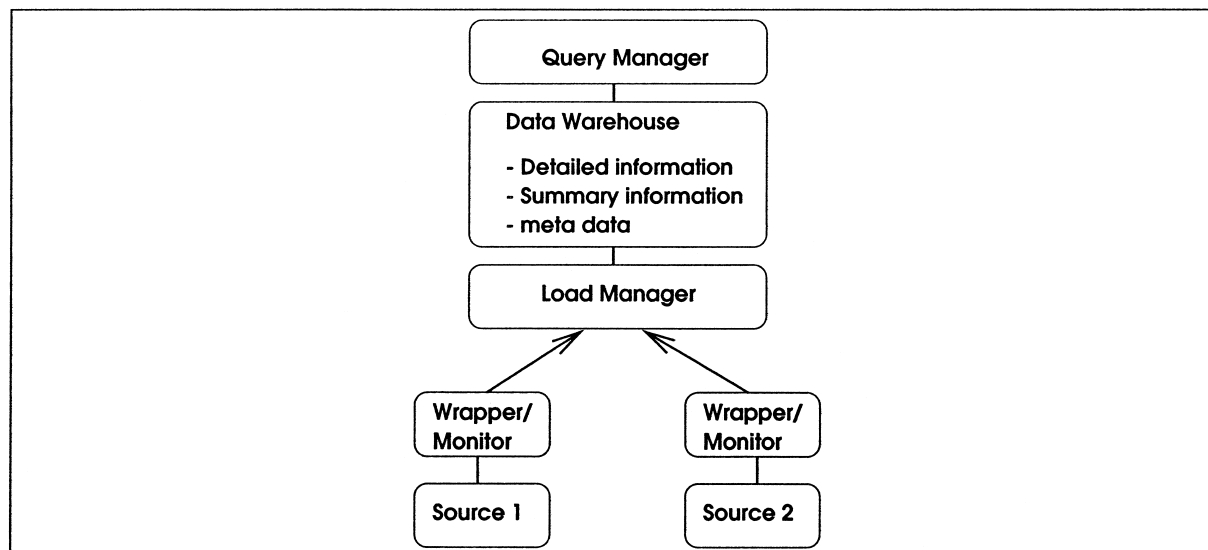 Query Manager
Data Warehouse
- Detailed information
- Summary information
- meta data
Load Manager
Wrapper/
Monitor
Wrapper/
Monitor
Source 1
Source 2